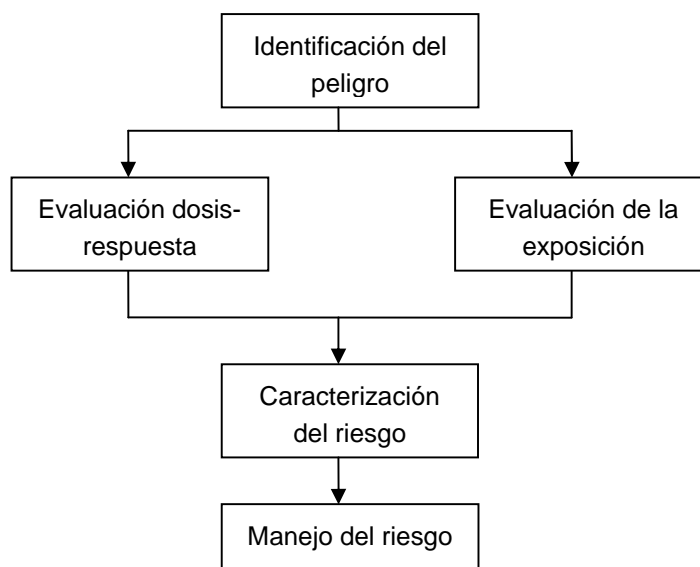 Identificación del
peligro
Evaluación dosis-
respuesta
Evaluación de la
exposición
Caracterización
del riesgo
Manejo del riesgo